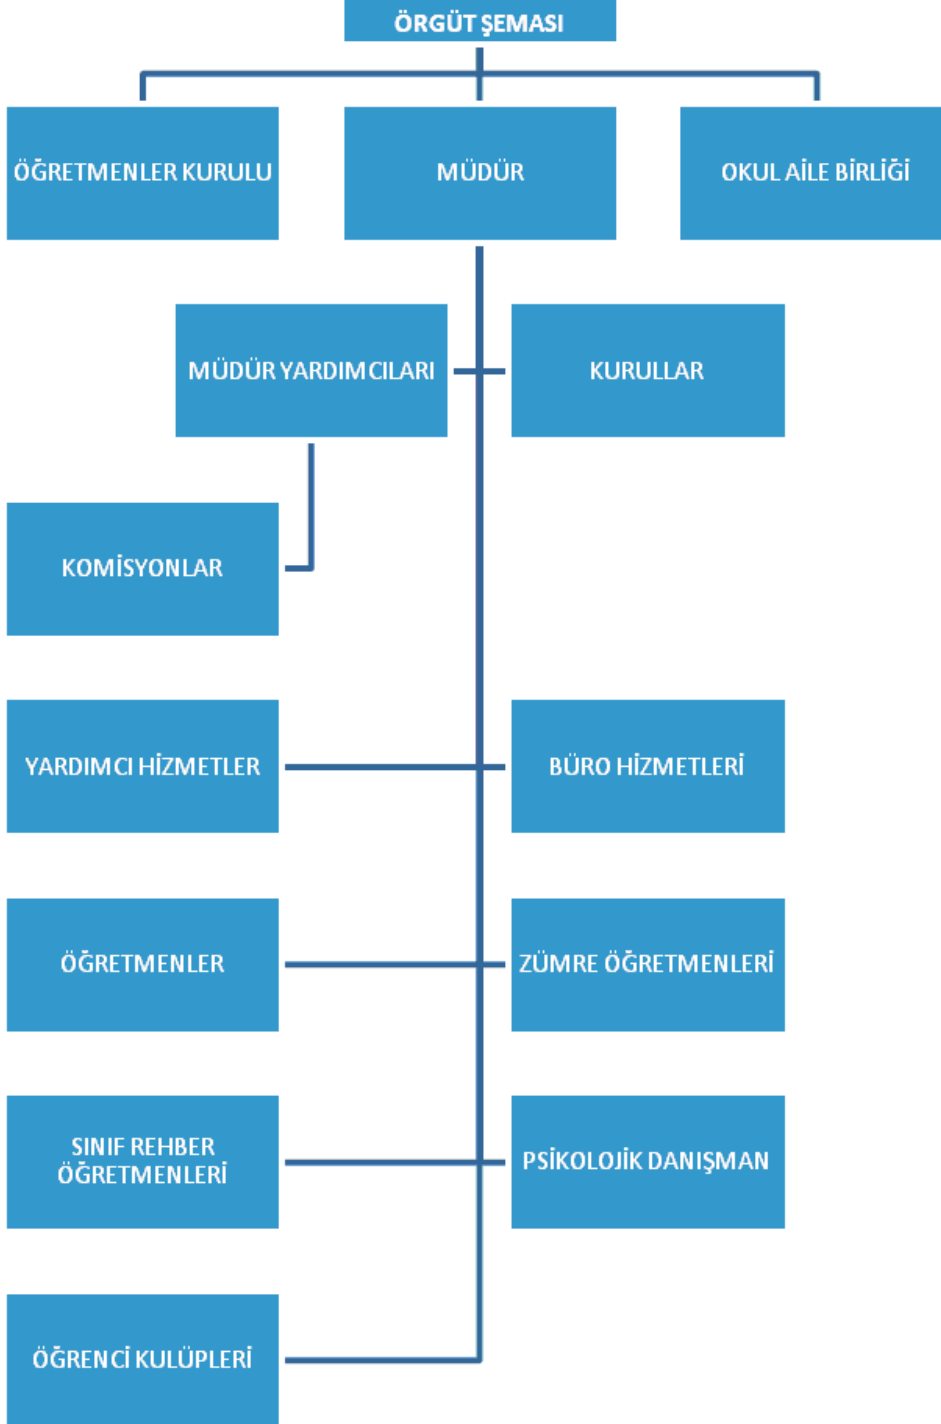 ÖRGÜT ŞEMASI
ÖĞRETMENLER KURULU
MÜDÜR
OKUL AİLE BİRLİĞİ
MÜDÜR YARDIMCILARI
KURULLAR
KOMİSYONLAR
YARDIMCI HİZMETLER
BÜRO HİZMETLERİ
ÖĞRETMENLER
ZÜMRE ÖĞRETMENLERİ
SINIF REHBER
ÖĞRETMENLERİ
PSİKOLOJİK DANIŞMAN
ÖĞRENCİ KULÜPLERİ